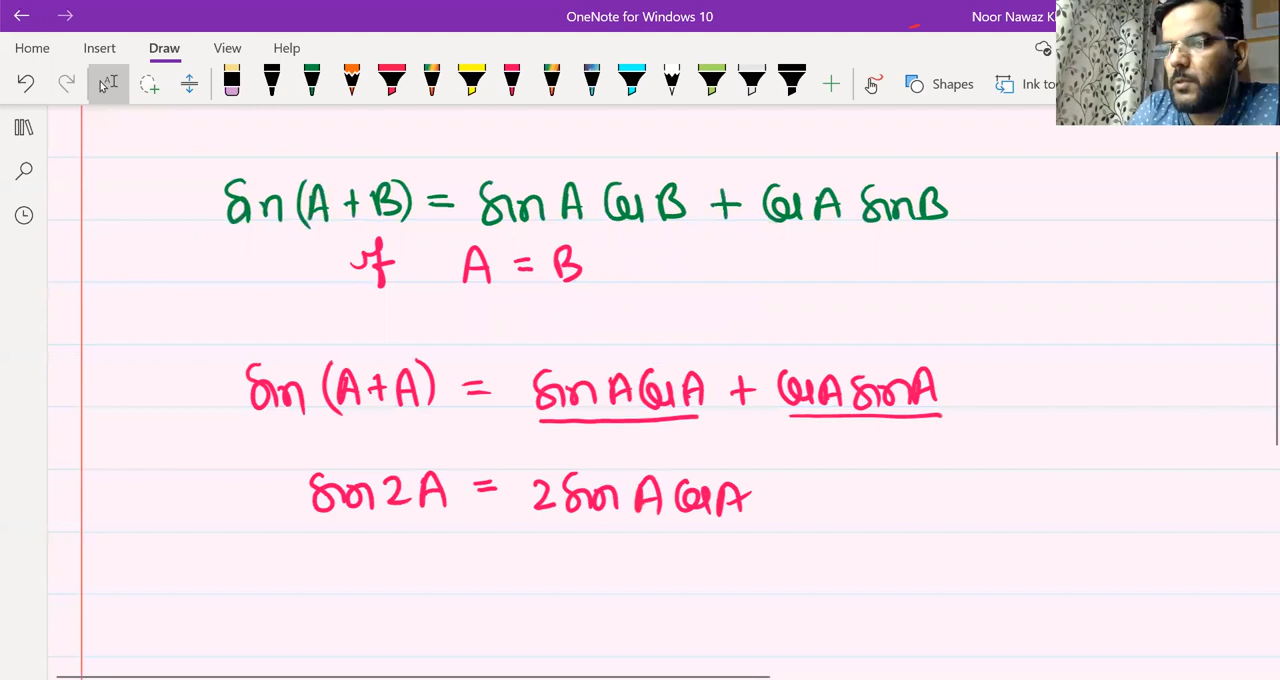 OneNote for Windows 10
Noor Nawaz K
Home Insert Draw View Help
Shapes
Ink to
sin (A + B) = sin A cos B + cos A sin B
if A = B
sin (A + A) = sin A cos A + cos A sin A
sin 2 A = 2 sin A cos A